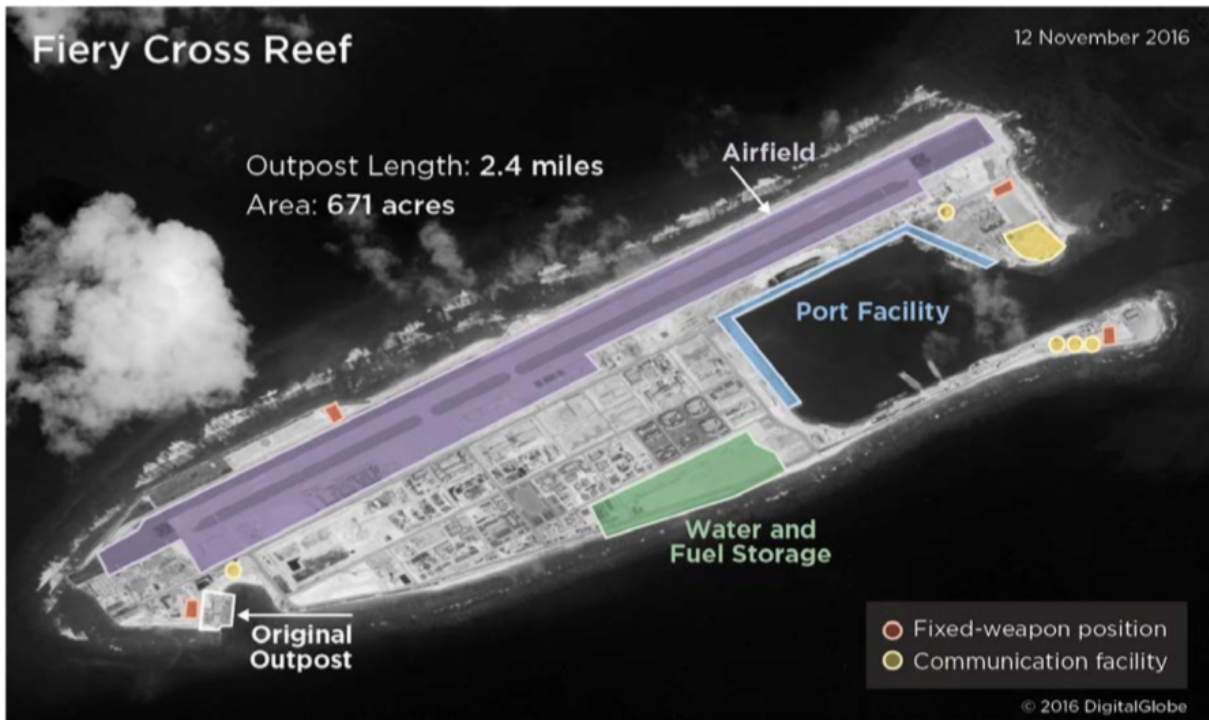 Fiery Cross Reef
12 November 2016
Outpost Length: 2.4 miles
Area: 671 acres
Airfield
Port Facility
Water and
Fuel Storage
Original
Outpost
Fixed-weapon position
Communication facility
© 2016 DigitalGlobe